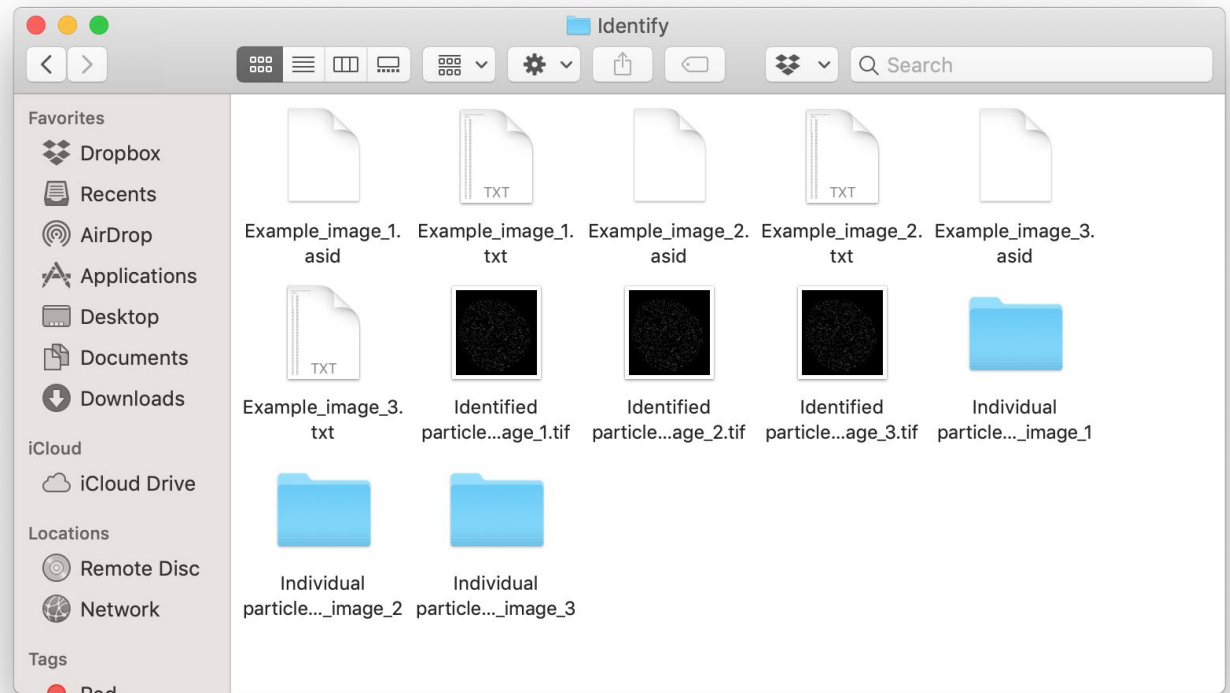 Identify
Search
Favorites
Dropbox
Recents
AirDrop
Applications
Desktop
Documents
Downloads
iCloud
iCloud Drive
Locations
Remote Disc
Network
Tags
Red
Example_image_1.
asid
Example_image_1.
txt
Example_image_2.
asid
Example_image_2.
txt
Example_image_3.
asid
TXT
TXT
Example_image_3.
txt
TXT
Identified
particle...age_1.tif
Identified
particle...age_2.tif
Identified
particle...age_3.tif
Individual
particle..._image_1
Individual
particle..._image_2
Individual
particle..._image_3